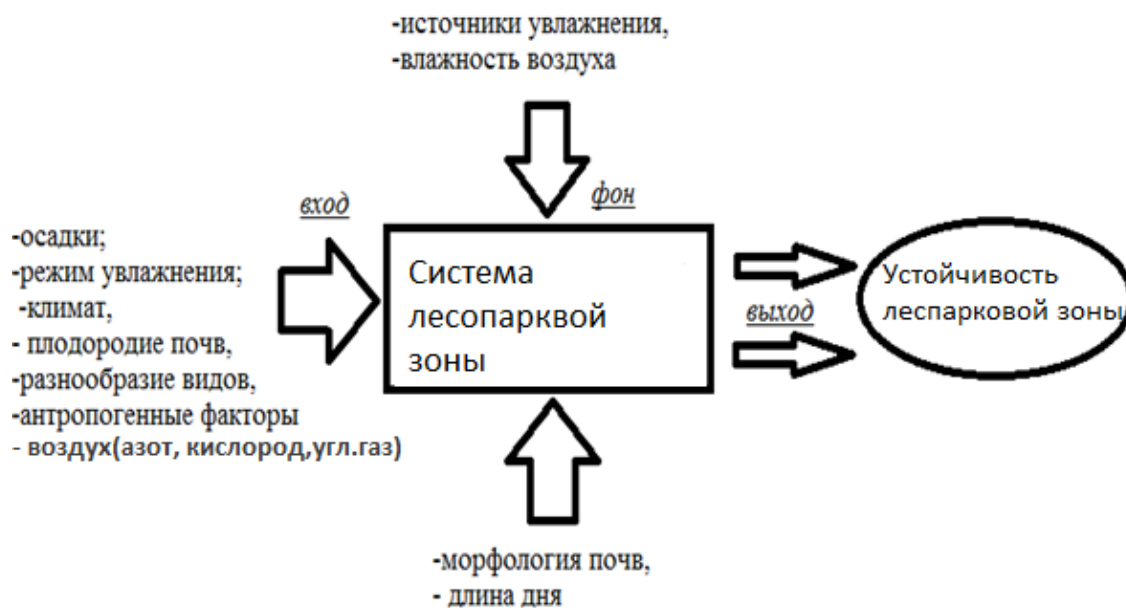 -источники увлажнения,
-влажность воздуха
вход
фон
-осадки;
-режим увлажнения;
-климат,
- плодородие почв,
-разнообразие видов,
-антропогенные факторы
- воздух(азот, кислород,угл.газ)
Система
лесопарквой
зоны
выход
Устойчивость
леспарковой зоны
-морфология почв,
- длина дня